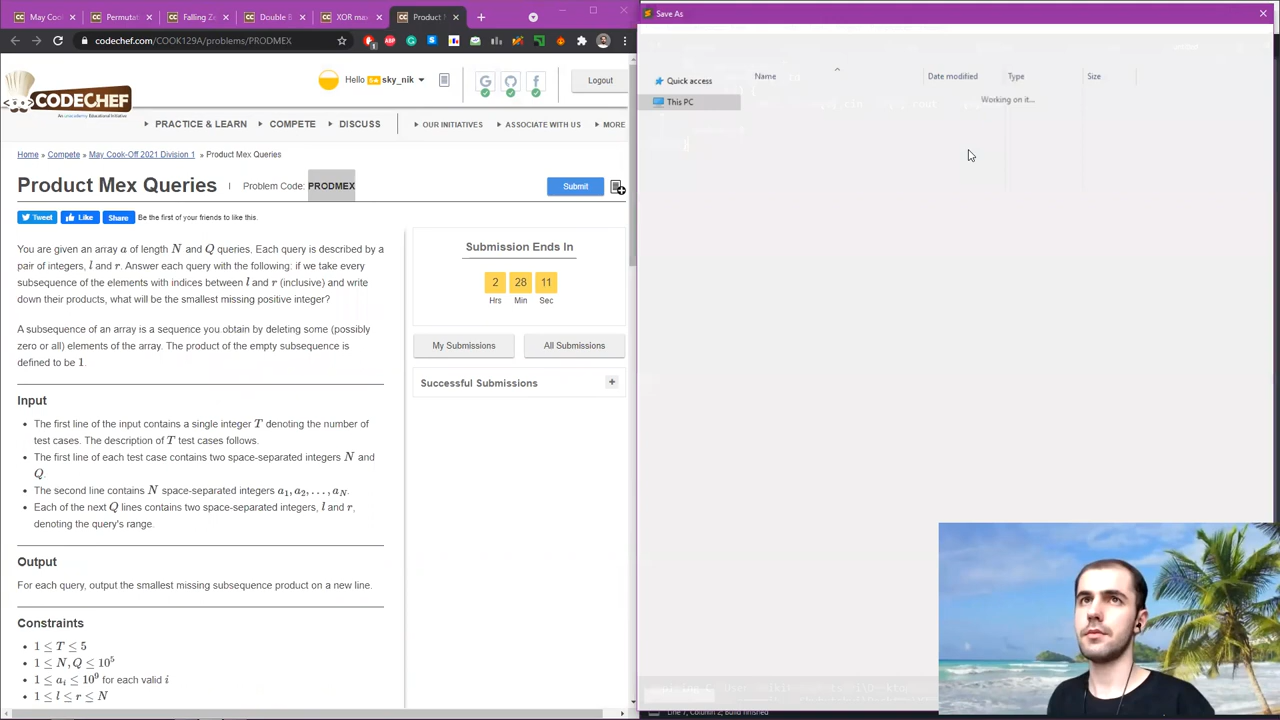 May Co
Permutat
Falling Z
Double B
XOR ma
Product M
Save As
codechef.com/COOK129A/problems/PRODMEX
Hello sky_nik
Logout
CODECHEF
An unacademy Educational Initiative
PRACTICE & LEARN
COMPETE
DISCUSS
OUR INITIATIVES
ASSOCIATE WITH US
MORE
Home » Compete » May Cook-Off 2021 Division 1 » Product Mex Queries
Product Mex Queries
Problem Code: PRODMEX
Submit
Tweet Like Share Be the first of your friends to like this.
You are given an array a of length N and Q queries. Each query is described by a
pair of integers, l and r. Answer each query with the following: if we take every
subsequence of the elements with indices between l and r (inclusive) and write
down their products, what will be the smallest missing positive integer?
A subsequence of an array is a sequence you obtain by deleting some (possibly
zero or all) elements of the array. The product of the empty subsequence is
defined to be 1.
Input
• The first line of the input contains a single integer T denoting the number of
test cases. The description of T test cases follows.
• The first line of each test case contains two space-separated integers N and
Q.
• The second line contains N space-separated integers a1, a2, . . . , aN.
• Each of the next Q lines contains two space-separated integers, l and r,
denoting the query's range.
Output
For each query, output the smallest missing subsequence product on a new line.
Constraints
• 1 ≤ T ≤ 5
• 1 ≤ N, Q ≤ 10^5
• 1 ≤ ai ≤ 10^9 for each valid i
• 1 ≤ l ≤ r ≤ N
Submission Ends In
2 28 11
Hrs Min Sec
My Submissions
All Submissions
Successful Submissions +
Quick access
This PC
Name
Date modified
Type
Size
Working on it...
Line 7, Column 2; Build finished